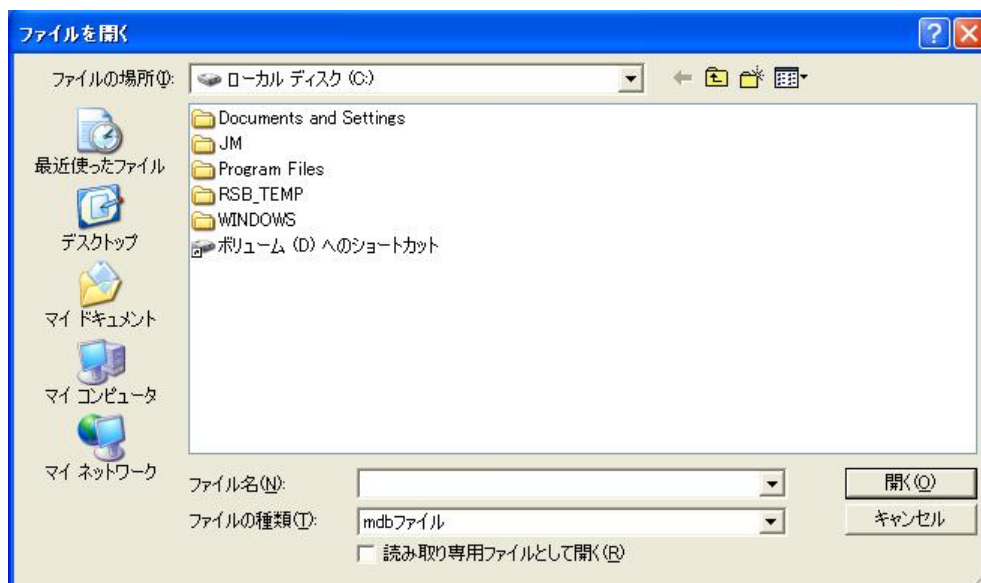 ファイルを開く
ファイルの場所(I):
ローカル ディスク (C:)
最近使ったファイル
デスクトップ
マイ ドキュメント
マイ コンピュータ
マイ ネットワーク
Documents and Settings
JM
Program Files
RSB_TEMP
WINDOWS
ボリューム (D) へのショートカット
ファイル名(N):
開く(O)
ファイルの種類(T):
mdbファイル
キャンセル
読み取り専用ファイルとして開く(R)